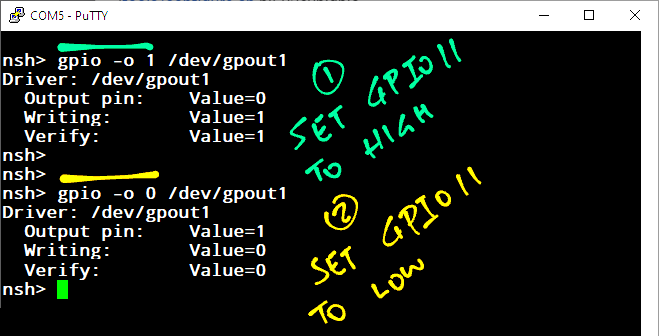 COM5 - PuTTY
nsh> gpio -o 1 /dev/gpout1
Driver: /dev/gpout1
Output pin: Value=0
Writing: Value=1
Verify: Value=1
nsh>
nsh>
nsh> gpio -o 0 /dev/gpout1
Driver: /dev/gpout1
Output pin: Value=1
Writing: Value=0
Verify: Value=0
nsh>
1
SET GPIO11
TO HIGH
2
SET GPIO11
TO LOW